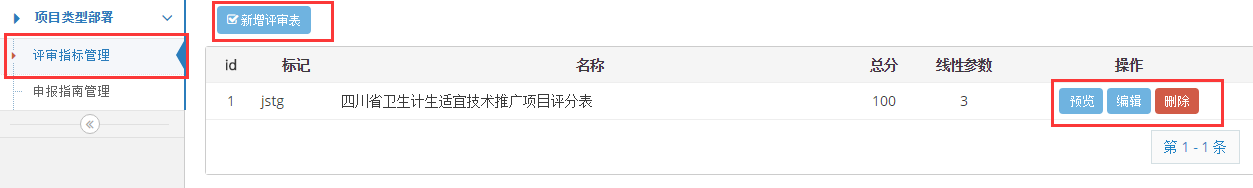 项目类型部署
评审指标管理
申报指南管理
新增评审表
id 标记 名称 总分 线性参数 操作
1 jstg 四川省卫生计生适宜技术推广项目评分表 100 3 预览 编辑 删除
第 1 - 1 条